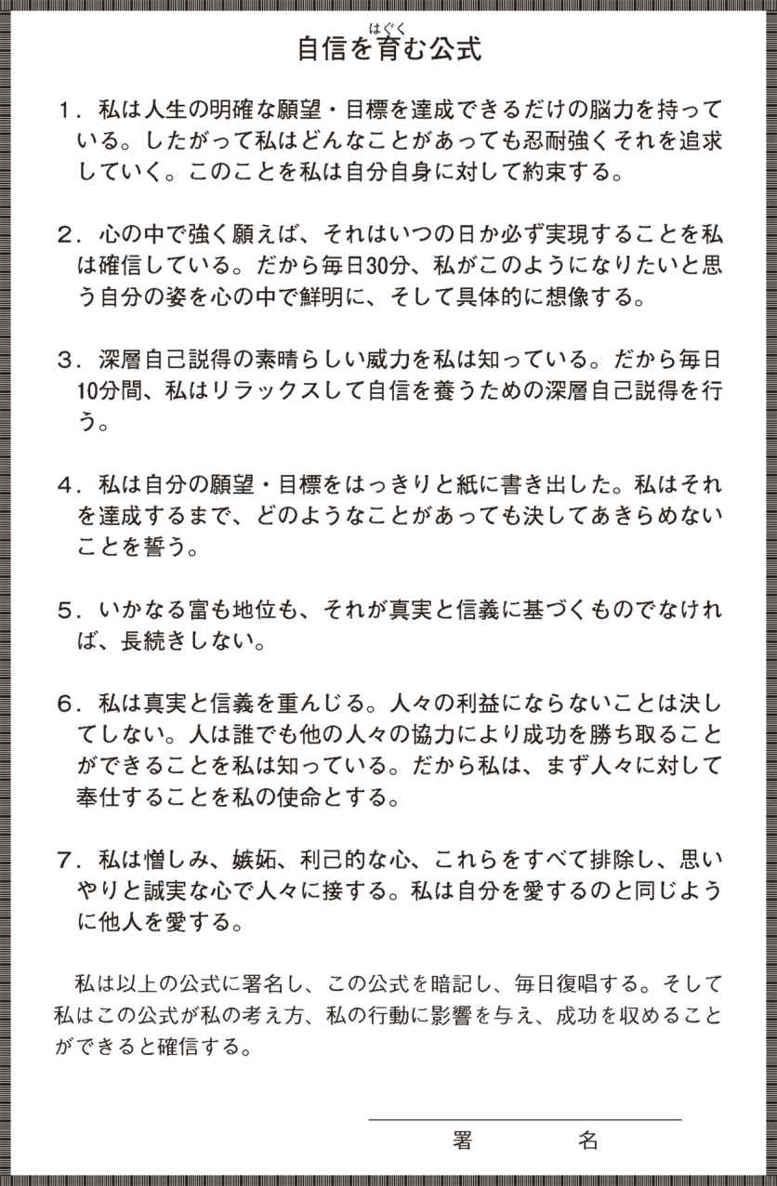 はぐく
自信を育む公式
1．私は人生の明確な願望・目標を達成できるだけの脳力を持って
いる。したがって私はどんなことがあっても忍耐強くそれを追求
していく。このことを私は自分自身に対して約束する。
2．心の中で強く願えば、それはいつの日か必ず実現することを私
は確信している。だから毎日30分、私がこのようになりたいと思
う自分の姿を心の中で鮮明に、そして具体的に想像する。
3．深層自己説得の素晴らしい威力を私は知っている。だから毎日
10分間、私はリラックスして自信を養うための深層自己説得を行
う。
4．私は自分の願望・目標をはっきりと紙に書き出した。私はそれ
を達成するまで、どのようなことがあっても決してあきらめない
ことを誓う。
5．いかなる富も地位も、それが真実と信義に基づくものでなけれ
ば、長続きしない。
6．私は真実と信義を重んじる。人々の利益にならないことは決し
てしない。人は誰でも他の人々の協力により成功を勝ち取ること
ができることを私は知っている。だから私は、まず人々に対して
奉仕することを私の使命とする。
7．私は憎しみ、嫉妬、利己的な心、これらをすべて排除し、思い
やりと誠実な心で人々に接する。私は自分を愛するのと同じよう
に他人を愛する。
私は以上の公式に署名し、この公式を暗記し、毎日復唱する。そして
私はこの公式が私の考え方、私の行動に影響を与え、成功を収めること
ができると確信する。
署　名